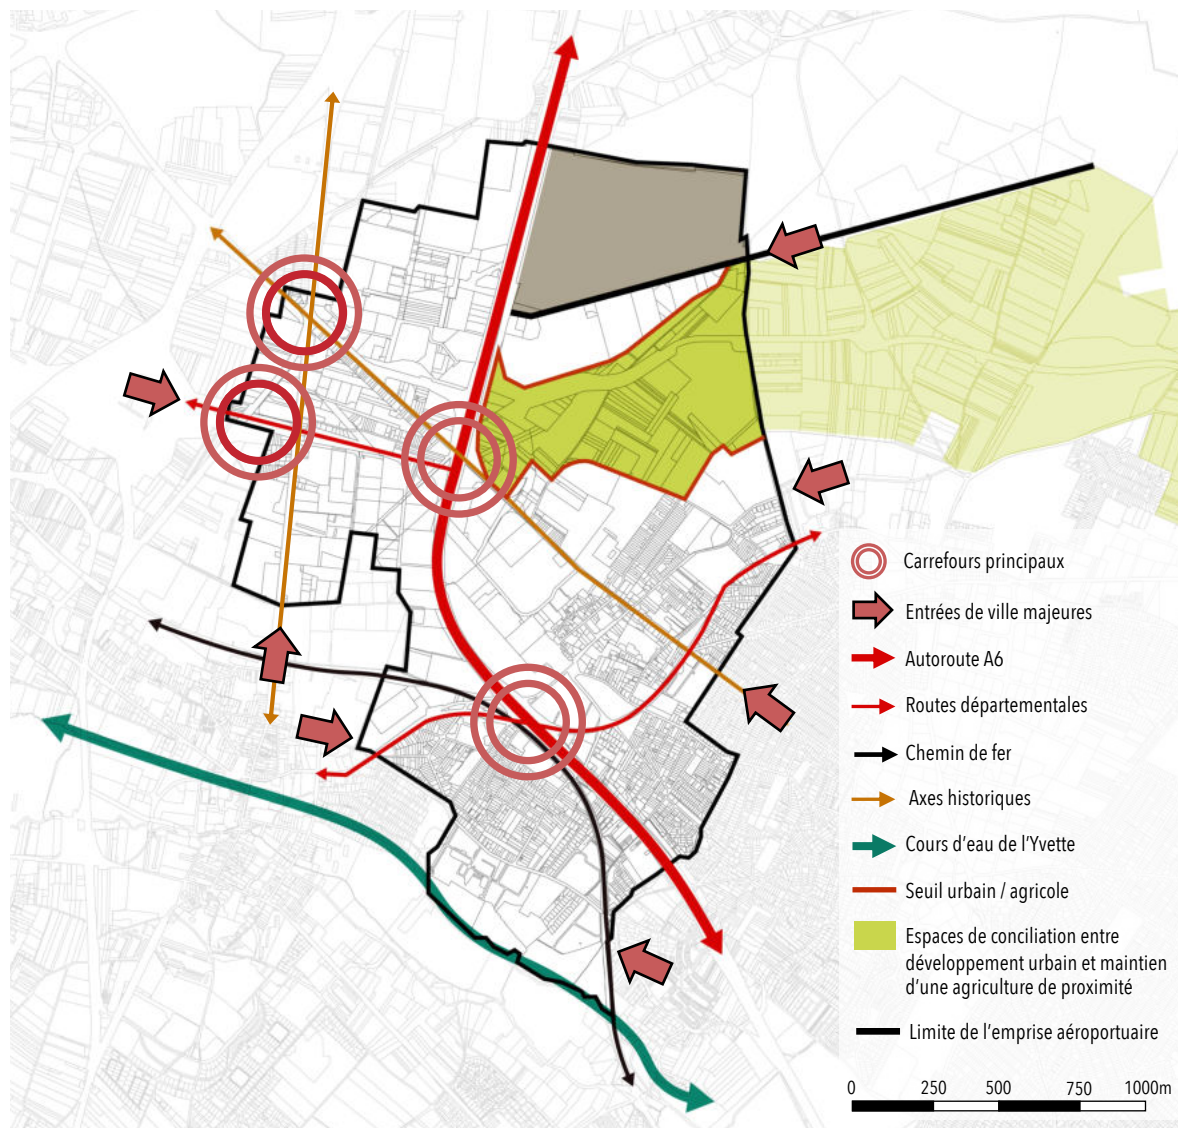 Carrefours principaux
Entrées de ville majeures
Autoroute A6
Routes départementales
Chemin de fer
Axes historiques
Cours d'eau de l'Yvette
Seuil urbain / agricole
Espaces de conciliation entre
développement urbain et maintien
d'une agriculture de proximité
Limite de l'emprise aéroportuaire
0 250 500 750 1000m